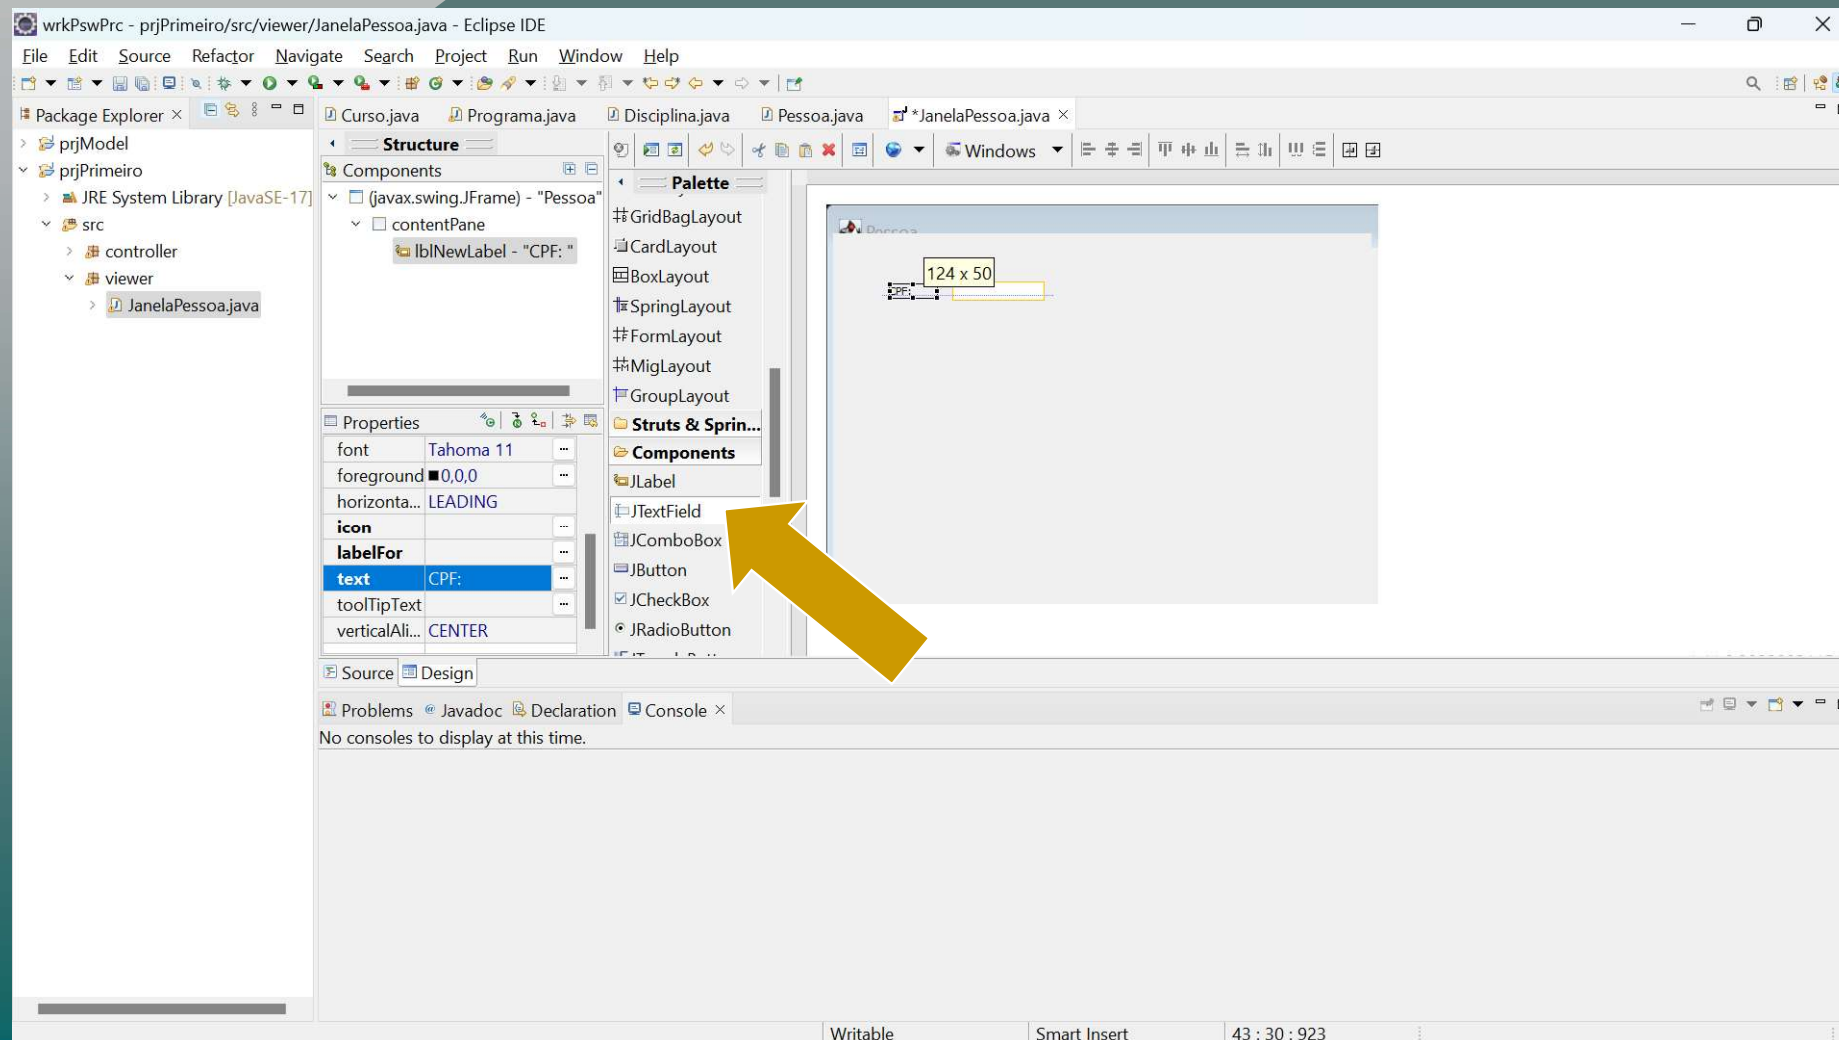 wrkPswPrc - prjPrimeiro/src/viewer/JanelaPessoa.java - Eclipse IDE
File Edit Source Refactor Navigate Search Project Run Window Help
Package Explorer
prjModel
prjPrimeiro
JRE System Library [JavaSE-17]
src
controller
viewer
JanelaPessoa.java
Curso.java Programa.java Disciplina.java Pessoa.java *JanelaPessoa.java
Structure
Components
(javax.swing.JFrame) - "Pessoa"
contentPane
lblNewLabel - "CPF: "
Properties
font Tahoma 11 ...
foreground 0,0,0 ...
horizonta... LEADING
icon ...
labelFor ...
text CPF: ...
toolTipText ...
verticalAli... CENTER
Windows
Palette
GridBagLayout
CardLayout
BoxLayout
SpringLayout
FormLayout
MigLayout
GroupLayout
Struts & Sprin...
Components
JLabel
JTextField
JComboBox
JButton
JCheckBox
JRadioButton
Pessoa
124 x 50
CPF:
Source Design
Problems Javadoc Declaration Console
No consoles to display at this time.
Writable Smart Insert 43 : 30 : 923